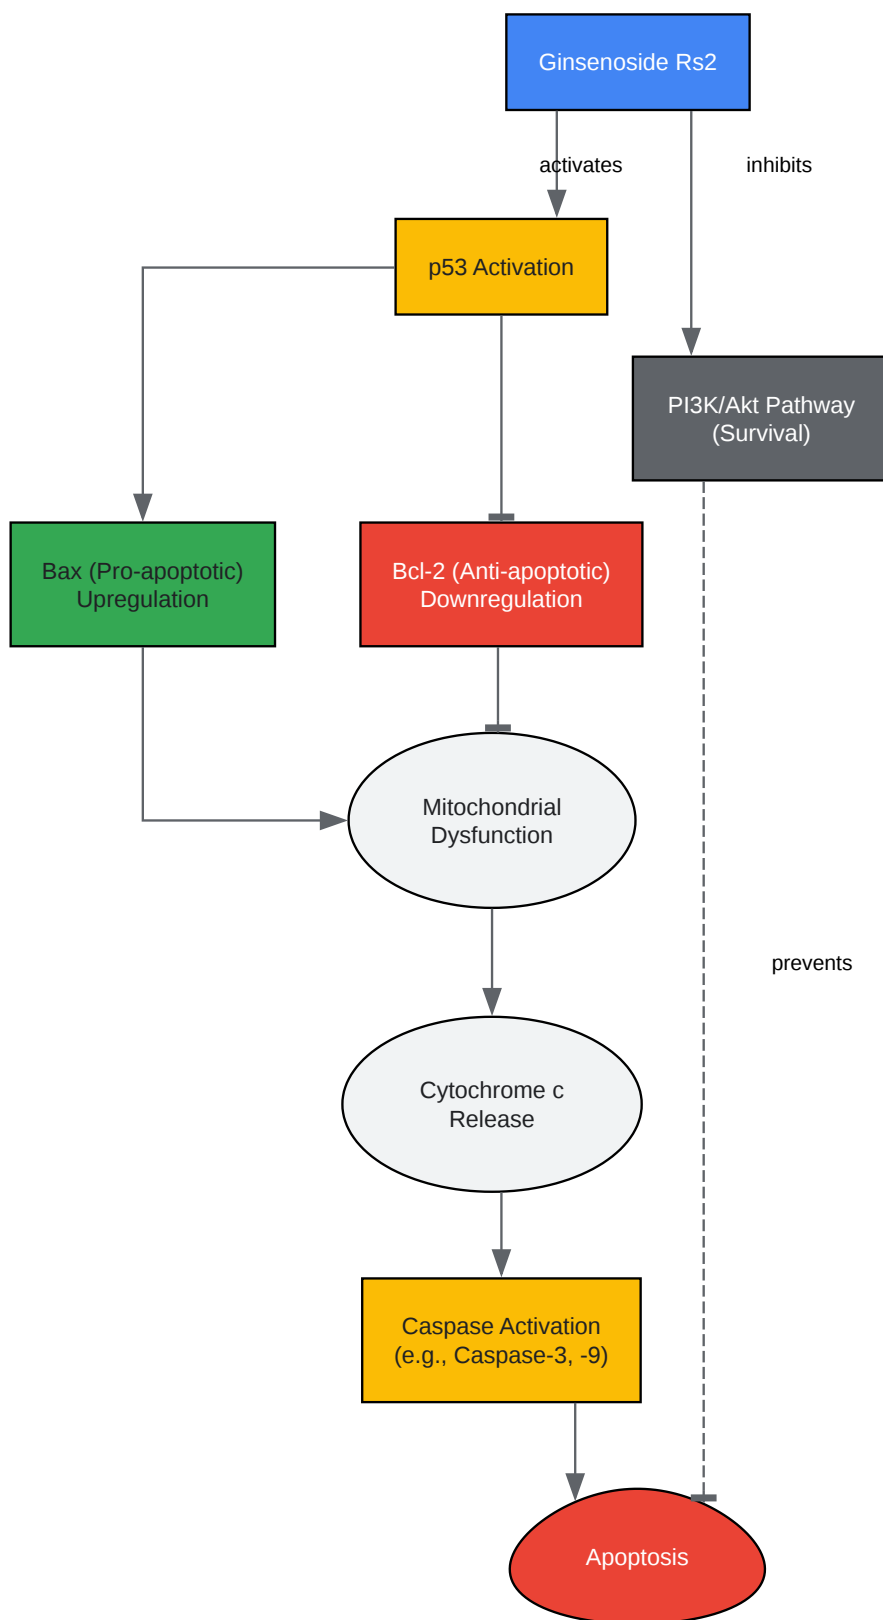 Ginsenoside Rs2
activates
inhibits
p53 Activation
PI3K/Akt Pathway
(Survival)
Bax (Pro-apoptotic)
Upregulation
Bcl-2 (Anti-apoptotic)
Downregulation
Mitochondrial
Dysfunction
prevents
Cytochrome c
Release
Caspase Activation
(e.g., Caspase-3, -9)
Apoptosis